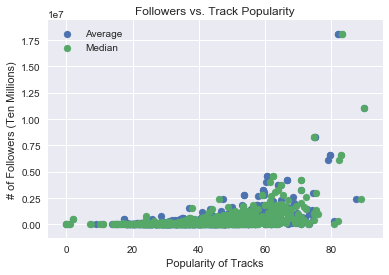 Followers vs. Track Popularity
1e7
Average
Median
# of Followers (Ten Millions)
1.75
1.50
1.25
1.00
0.75
0.50
0.25
0.00
0 20 40 60 80
Popularity of Tracks